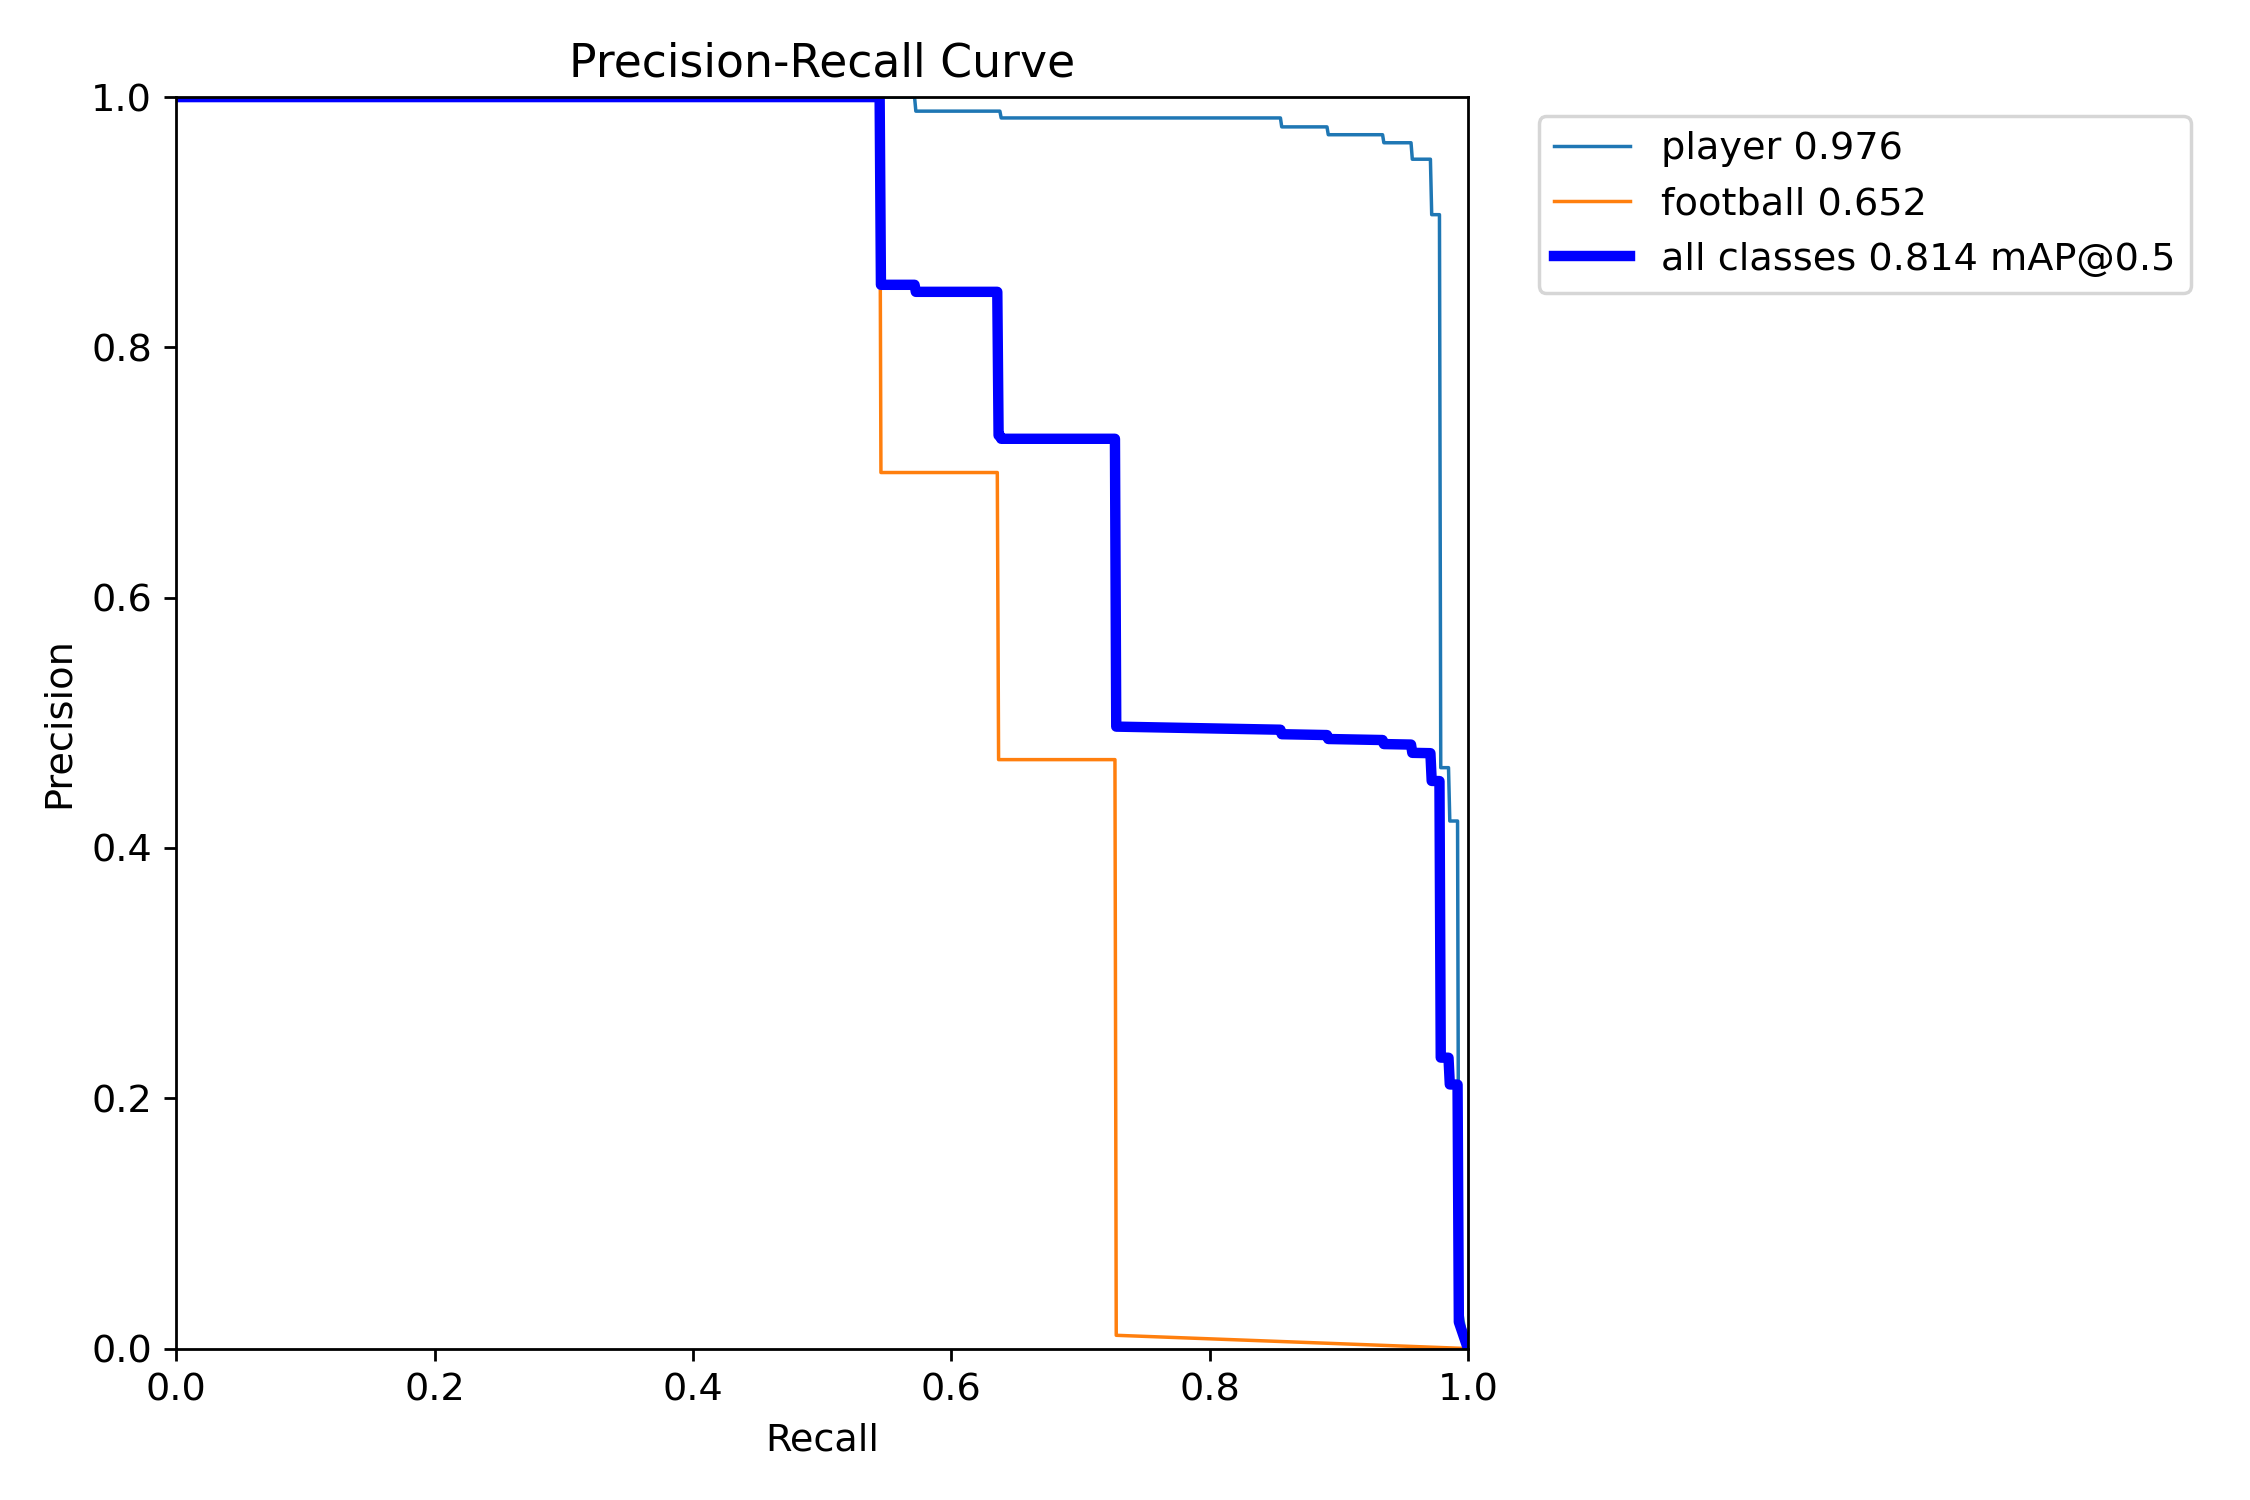 Precision-Recall Curve
1.0
0.8
0.6
0.4
0.2
0.0
Precision
0.0 0.2 0.4 0.6 0.8 1.0
Recall
player 0.976
football 0.652
all classes 0.814 mAP@0.5